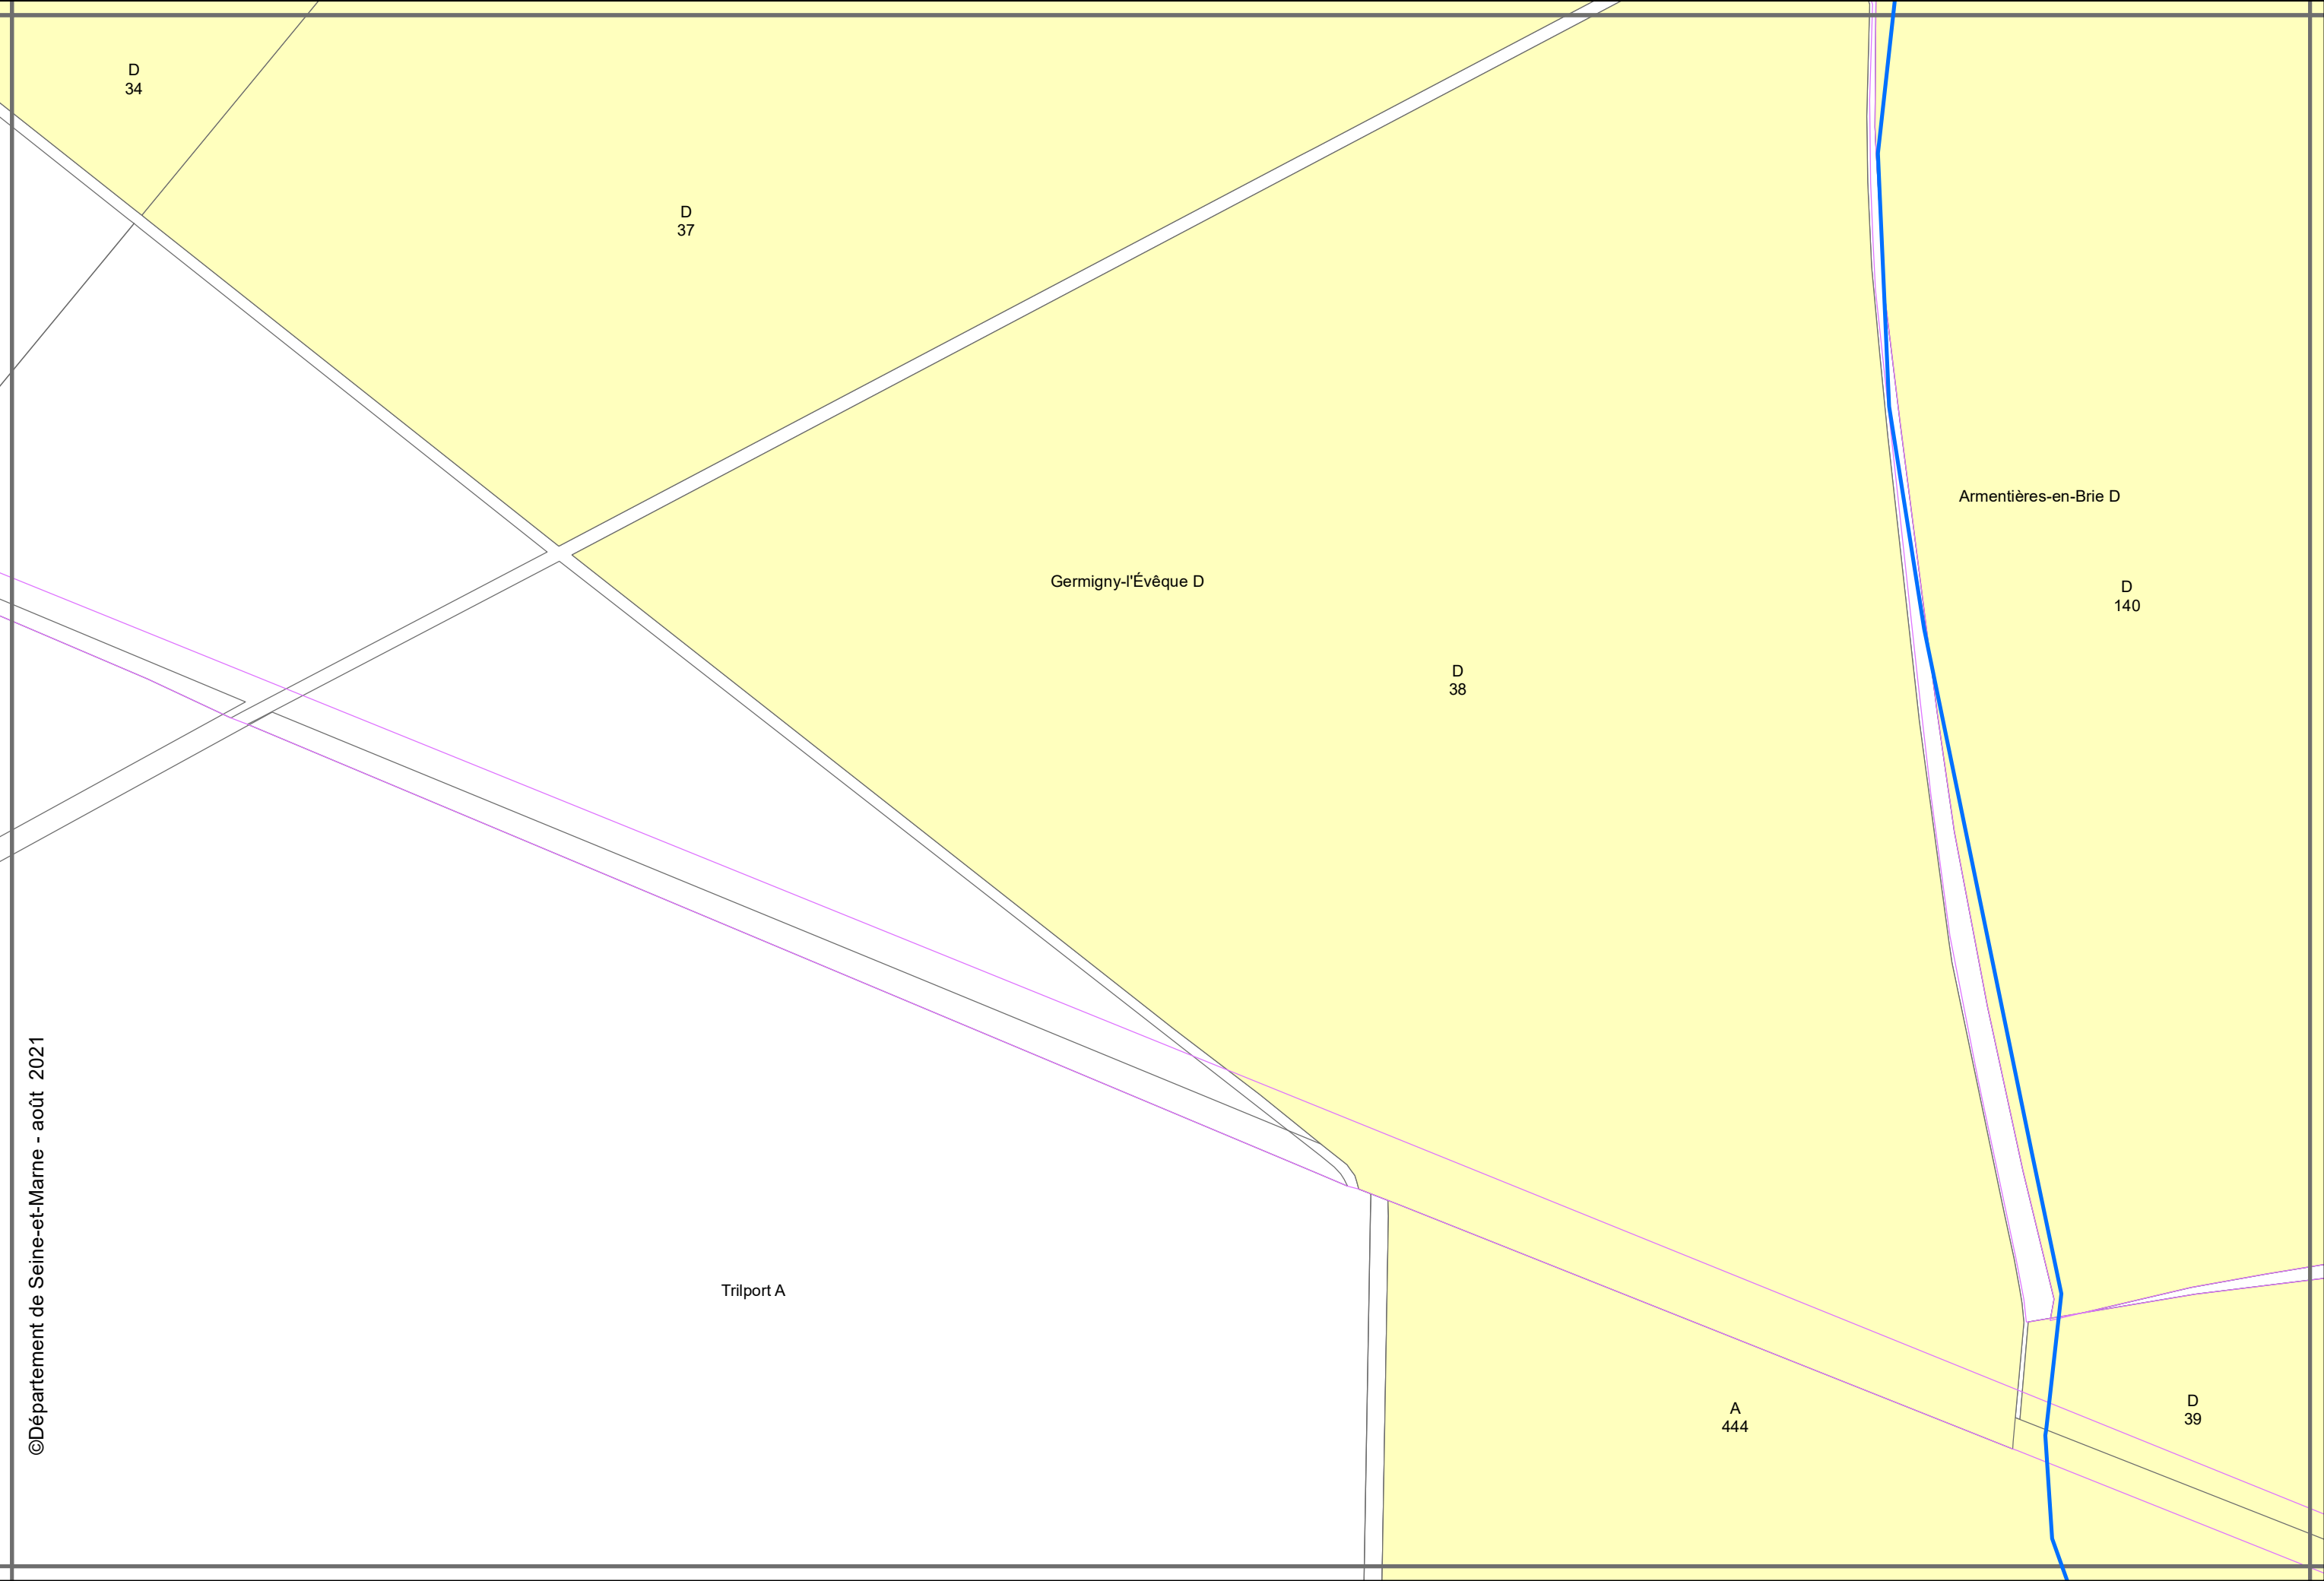 D
34
D
37
Armentières-en-Brie D
Germigny-l'Évêque D
D
140
D
38
©Département de Seine-et-Marne - août 2021
Trilport A
D
39
A
444